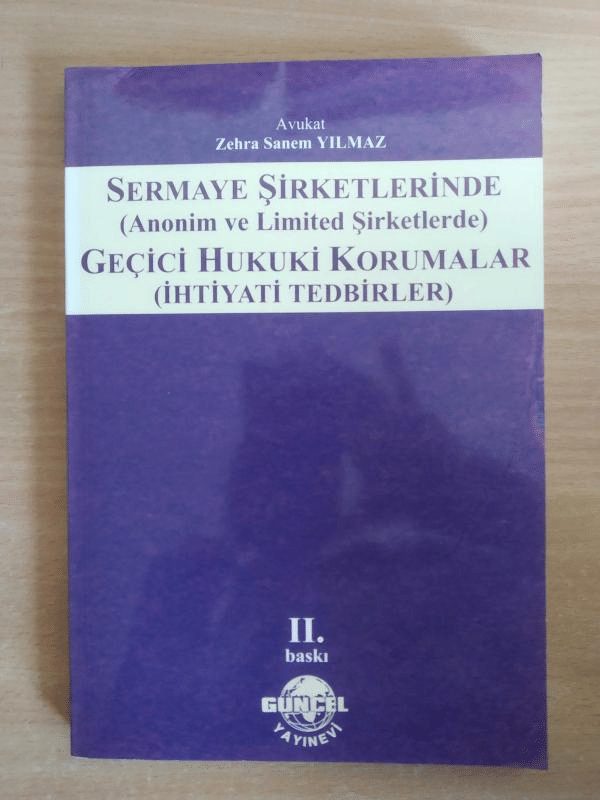 Avukat
Zehra Sanem YILMAZ
SERMAYE ŞİRKETLERİNDE
(Anonim ve Limited Şirketlerde)
GEÇİCİ HUKUKİ KORUMALAR
(İHTİYATİ TEDBİRLER)
II.
baskı
GÜNCEL
YAYINEVİ